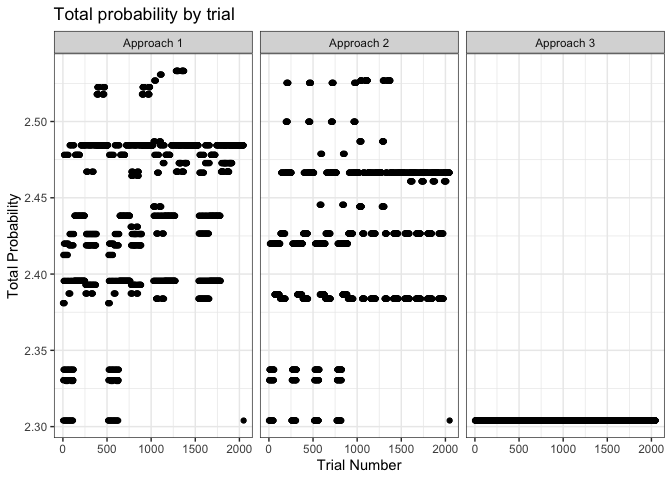 Total probability by trial
Approach 1 Approach 2 Approach 3
2.50
2.45
2.40
2.35
2.30
0 500 1000 1500 2000 0 500 1000 1500 2000 0 500 1000 1500 2000
Total Probability
Trial Number